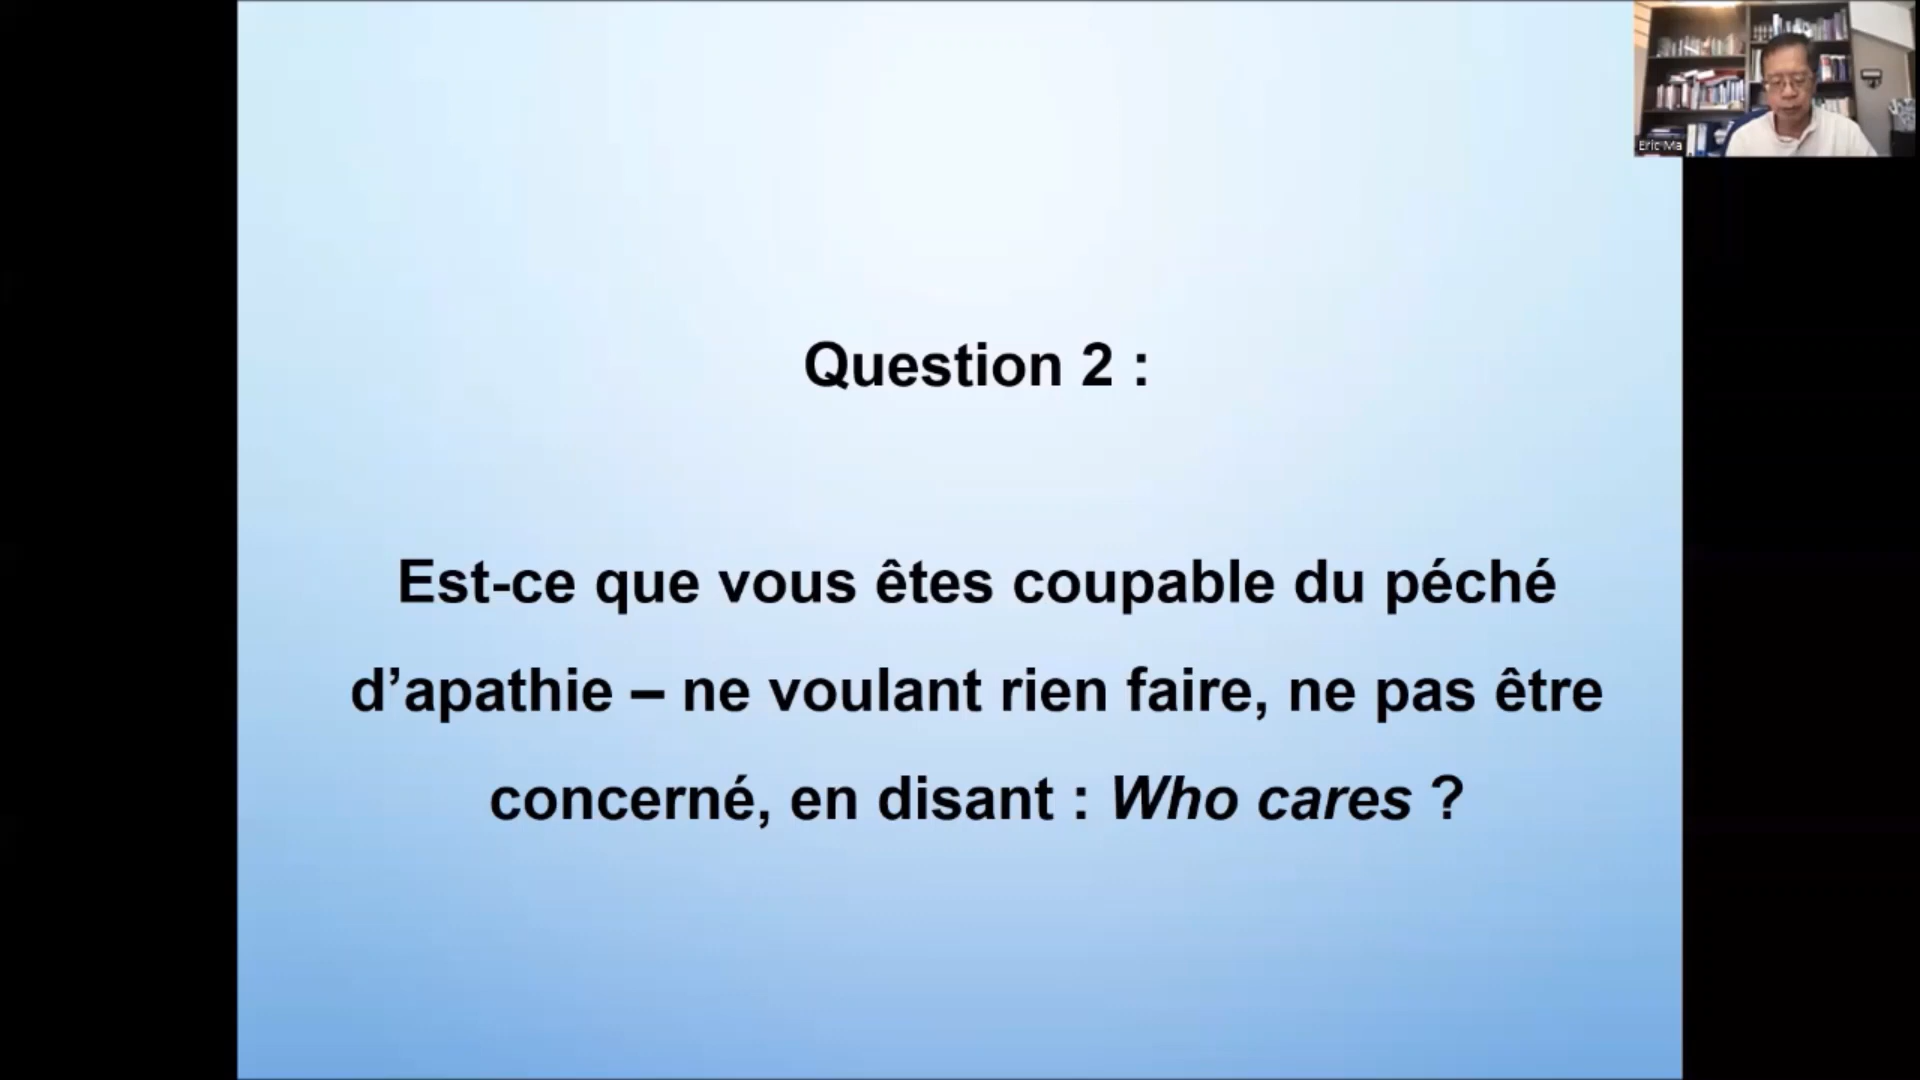 Question 2 :
Est-ce que vous êtes coupable du péché
d’apathie – ne voulant rien faire, ne pas être
concerné, en disant : Who cares ?
Eric Ma